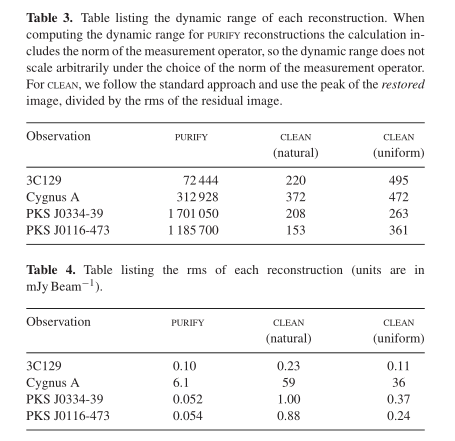 Table 3. Table listing the dynamic range of each reconstruction. When
computing the dynamic range for PURIFY reconstructions the calculation in-
cludes the norm of the measurement operator, so the dynamic range does not
scale arbitrarily under the choice of the norm of the measurement operator.
For CLEAN, we follow the standard approach and use the peak of the restored
image, divided by the rms of the residual image.
Observation PURIFY CLEAN CLEAN
(natural) (uniform)
3C129 72 444 220 495
Cygnus A 312 928 372 472
PKS J0334-39 1 701 050 208 263
PKS J0116-473 1 185 700 153 361
Table 4. Table listing the rms of each reconstruction (units are in
mJy Beam⁻¹).
Observation PURIFY CLEAN CLEAN
(natural) (uniform)
3C129 0.10 0.23 0.11
Cygnus A 6.1 59 36
PKS J0334-39 0.052 1.00 0.37
PKS J0116-473 0.054 0.88 0.24